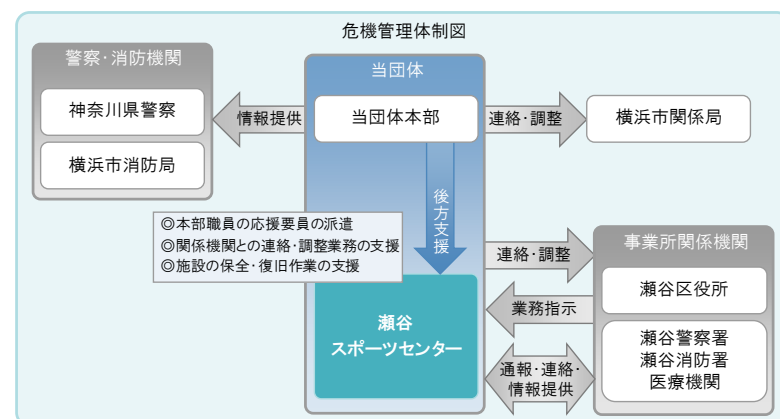 危機管理体制図
警察・消防機関
神奈川県警察
横浜市消防局
情報提供
当団体
当団体本部
連絡・調整
横浜市関係局
後方支援
◎本部職員の応援要員の派遣
◎関係機関との連絡・調整業務の支援
◎施設の保全・復旧作業の支援
瀬谷
スポーツセンター
連絡・調整
業務指示
通報・連絡・
情報提供
事業所関係機関
瀬谷区役所
瀬谷警察署
瀬谷消防署
医療機関